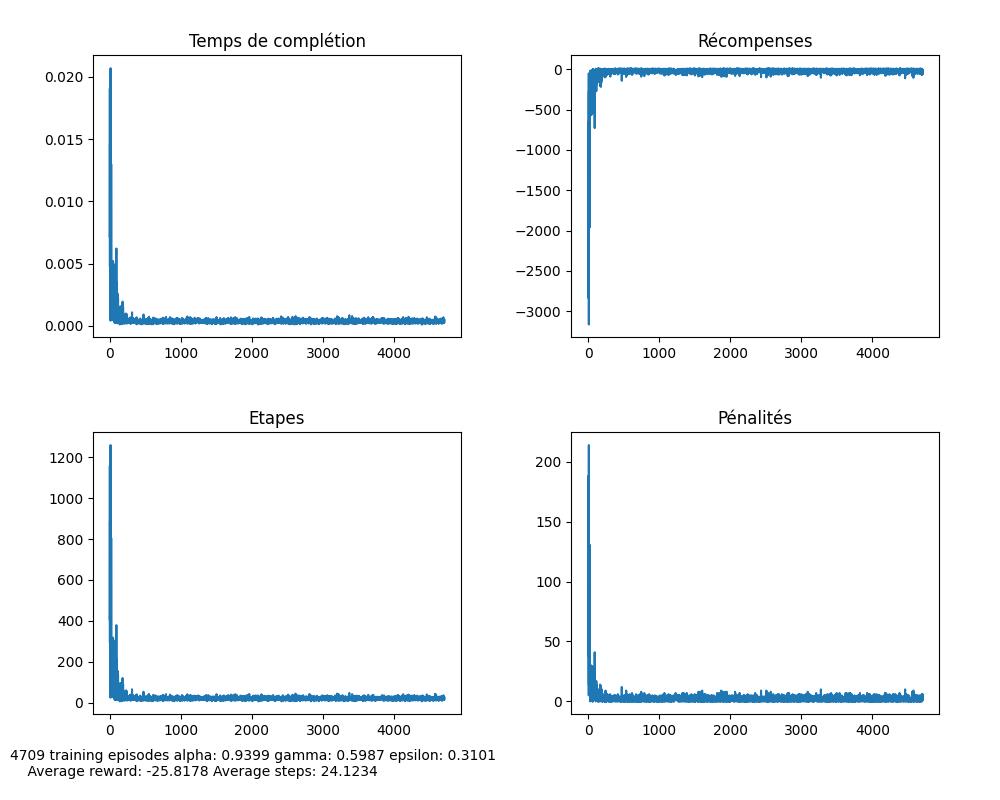 Temps de complétion
0.020
0.015
0.010
0.005
0.000
0 1000 2000 3000 4000
Récompenses
0
−500
−1000
−1500
−2000
−2500
−3000
0 1000 2000 3000 4000
Etapes
1200
1000
800
600
400
200
0
0 1000 2000 3000 4000
Pénalités
200
150
100
50
0
0 1000 2000 3000 4000
4709 training episodes alpha: 0.9399 gamma: 0.5987 epsilon: 0.3101
Average reward: -25.8178 Average steps: 24.1234